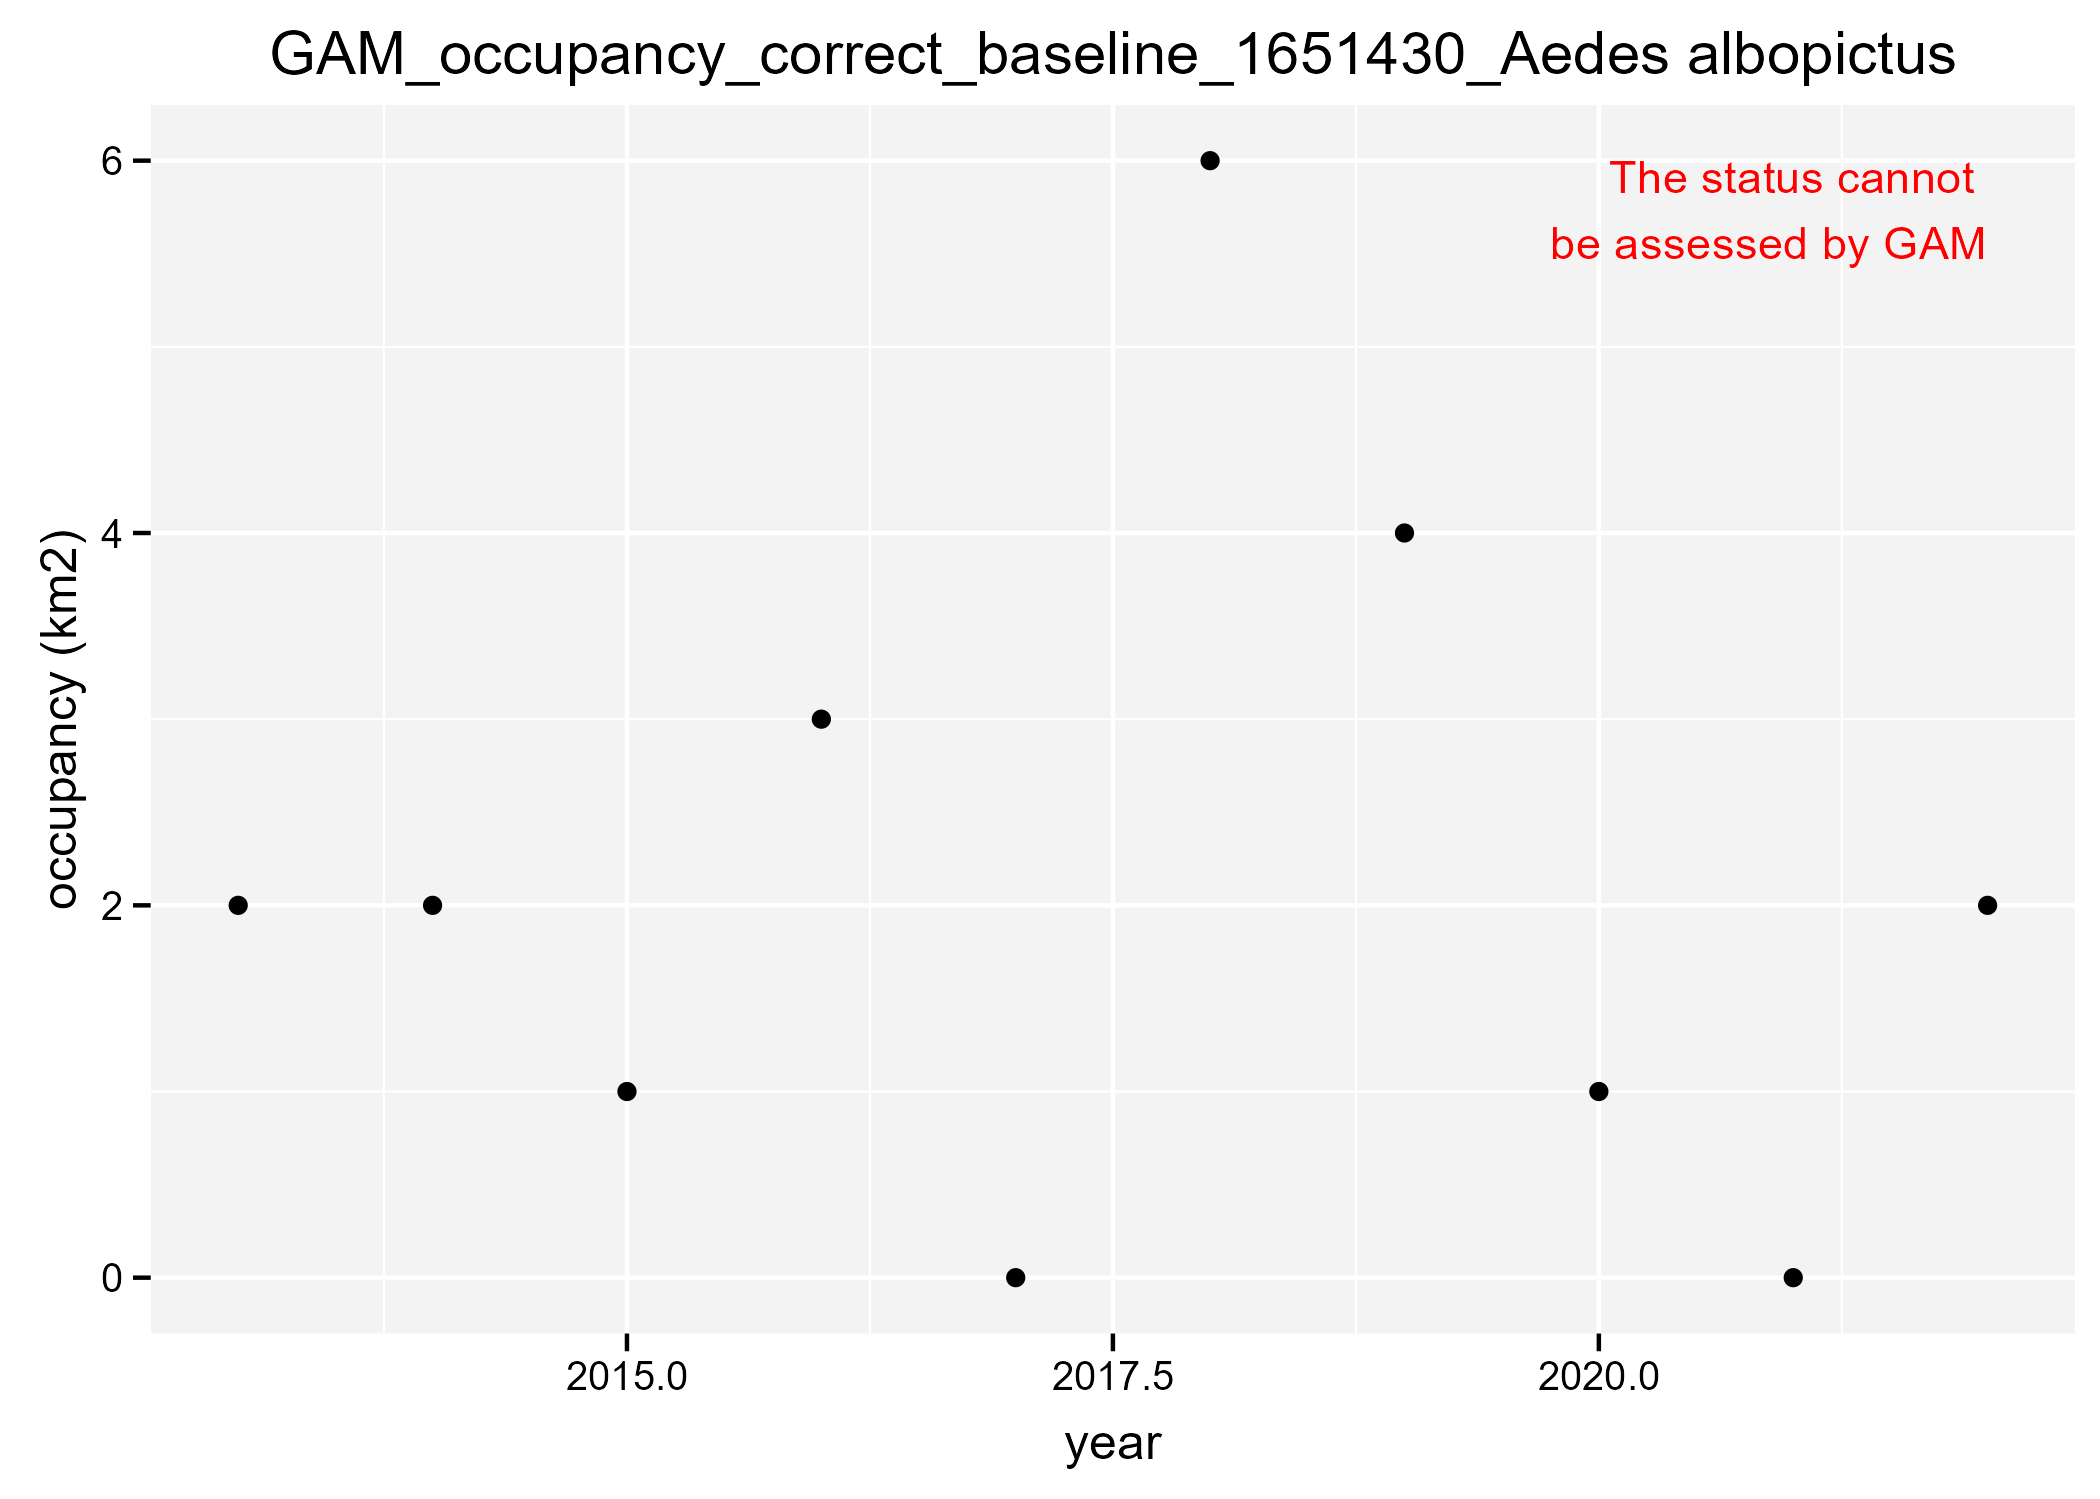 GAM_occupancy_correct_baseline_1651430_Aedes albopictus
The status cannot
be assessed by GAM
occupancy (km2)
6
4
2
0
2015.0
2017.5
2020.0
year